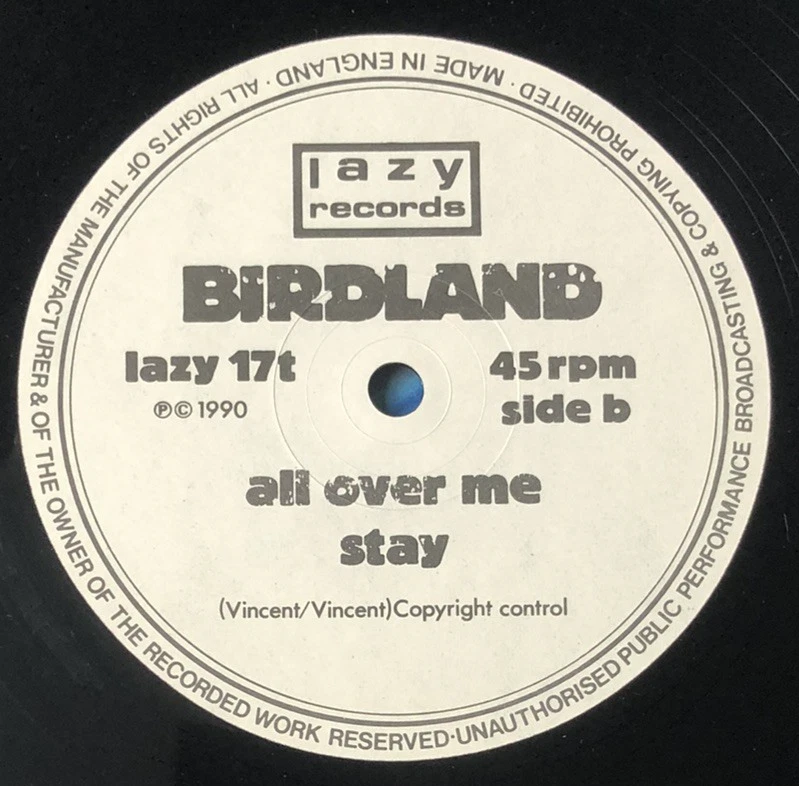 lazy
records
BIRDLAND
lazy 17t
45 rpm
℗© 1990
side b
all over me
stay
(Vincent/Vincent)Copyright control
ALL RIGHTS OF THE MANUFACTURER & OF THE OWNER OF THE RECORDED WORK RESERVED·UNAUTHORISED PUBLIC PERFORMANCE BROADCASTING & COPYING PROHIBITED · MADE IN ENGLAND ·